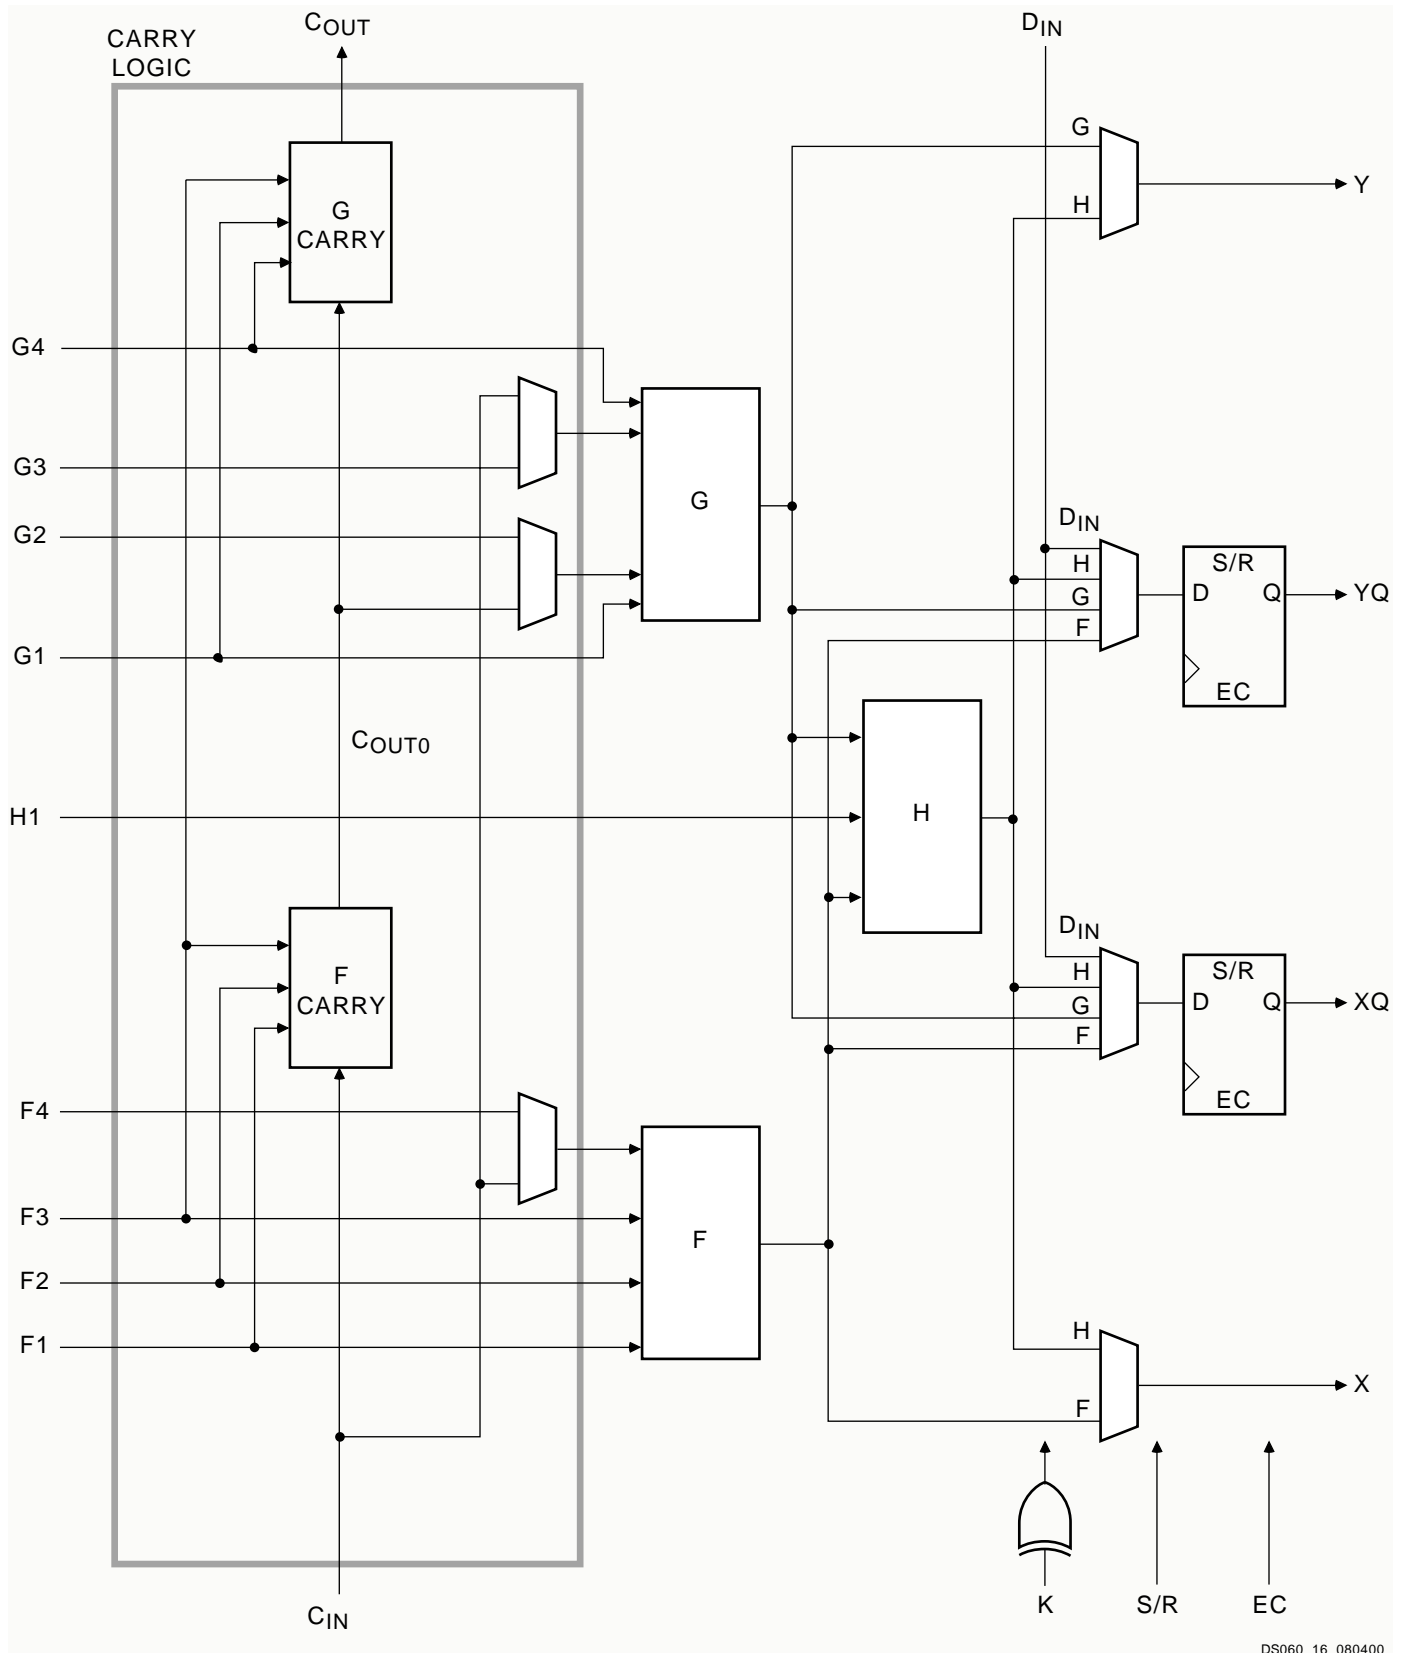 COUT
DIN
CARRY
LOGIC
G
Y
G
CARRY
H
G4
G3
G
DIN
G2
H
S/R
G
D
Q
YQ
F
G1
EC
COUT0
H1
H
DIN
H
S/R
F
CARRY
G
D
Q
XQ
F
EC
F4
F3
F
F2
F1
H
X
F
CIN
K
S/R
EC
DS060_16_080400